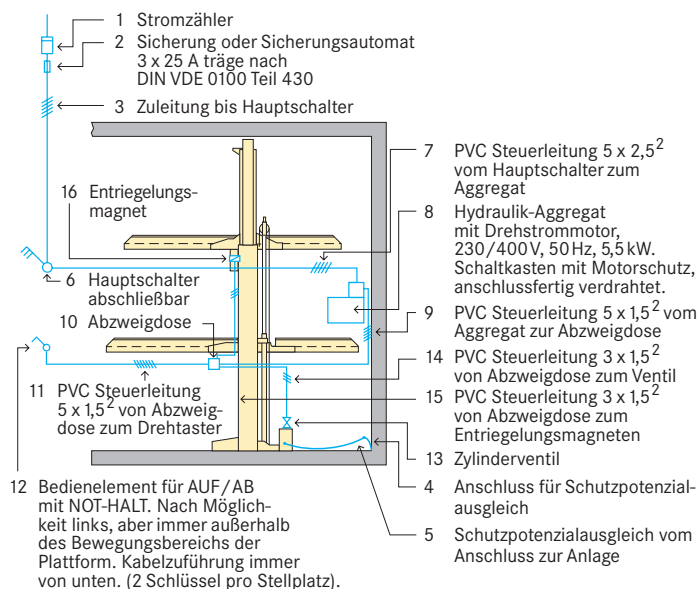 1 Stromzähler
2 Sicherung oder Sicherungsautomat
3 x 25 A träge nach
DIN VDE 0100 Teil 430
3 Zuleitung bis Hauptschalter
16 Entriegelungs-
magnet
6 Hauptschalter
abschließbar
10 Abzweigdose
11 PVC Steuerleitung
5 x 1,5² von Abzweig-
dose zum Drehtaster
12 Bedienelement für AUF/AB
mit NOT-HALT. Nach Möglich-
keit links, aber immer außerhalb
des Bewegungsbereichs der
Plattform. Kabelzuführung immer
von unten. (2 Schlüssel pro Stellplatz).
7 PVC Steuerleitung 5 x 2,5²
vom Hauptschalter zum
Aggregat
8 Hydraulik-Aggregat
mit Drehstrommotor,
230/400 V, 50 Hz, 5,5 kW.
Schaltkasten mit Motorschutz,
anschlussfertig verdrahtet.
9 PVC Steuerleitung 5 x 1,5² vom
Aggregat zur Abzweigdose
14 PVC Steuerleitung 3 x 1,5²
von Abzweigdose zum Ventil
15 PVC Steuerleitung 3 x 1,5²
von Abzweigdose zum
Entriegelungsmagneten
13 Zylinderventil
4 Anschluss für Schutzpotenzial-
ausgleich
5 Schutzpotenzialausgleich vom
Anschluss zur Anlage